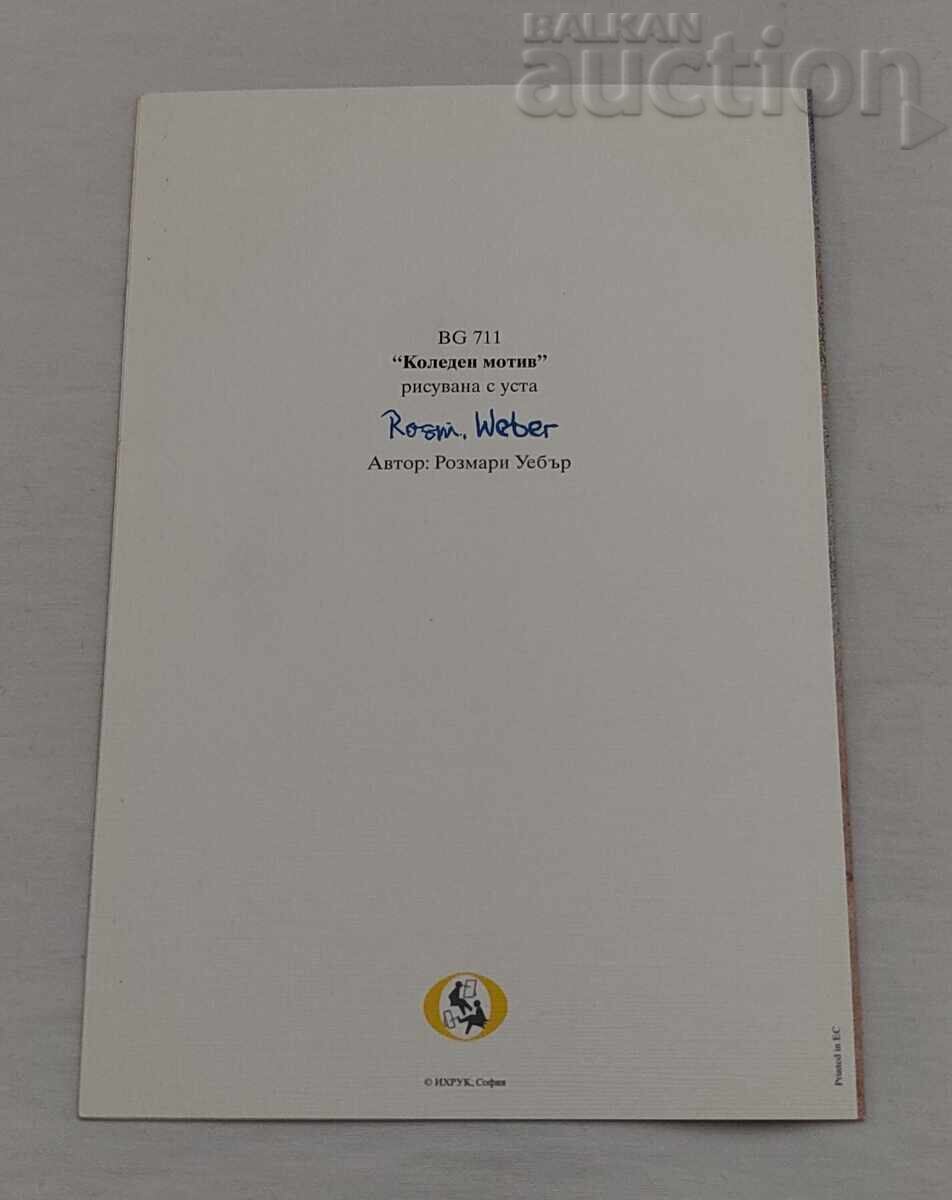 BALKAN
auction
BG 711
“Коледен мотив”
рисувана с уста
Rosm. Weber
Автор: Розмари Уебър
© ИХРУК, София
Printed in EC